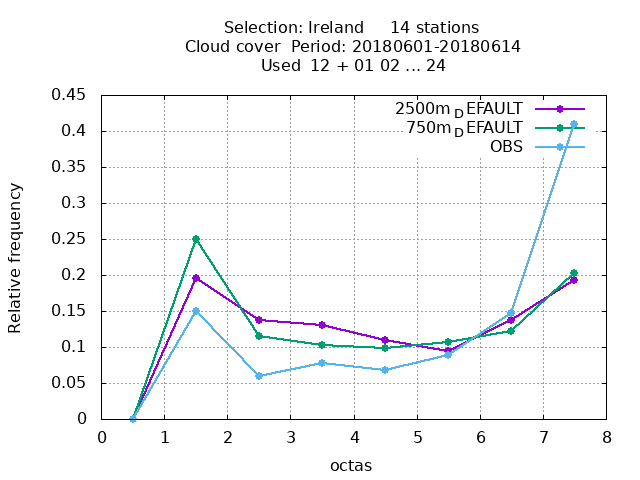 Selection: Ireland 14 stations
Cloud cover Period: 20180601-20180614
Used 12 + 01 02 ... 24
0.45
0.4
0.35
0.3
0.25
0.2
0.15
0.1
0.05
0
Relative frequency
2500m_DEFAULT
750m_DEFAULT
OBS
0 1 2 3 4 5 6 7 8
octas